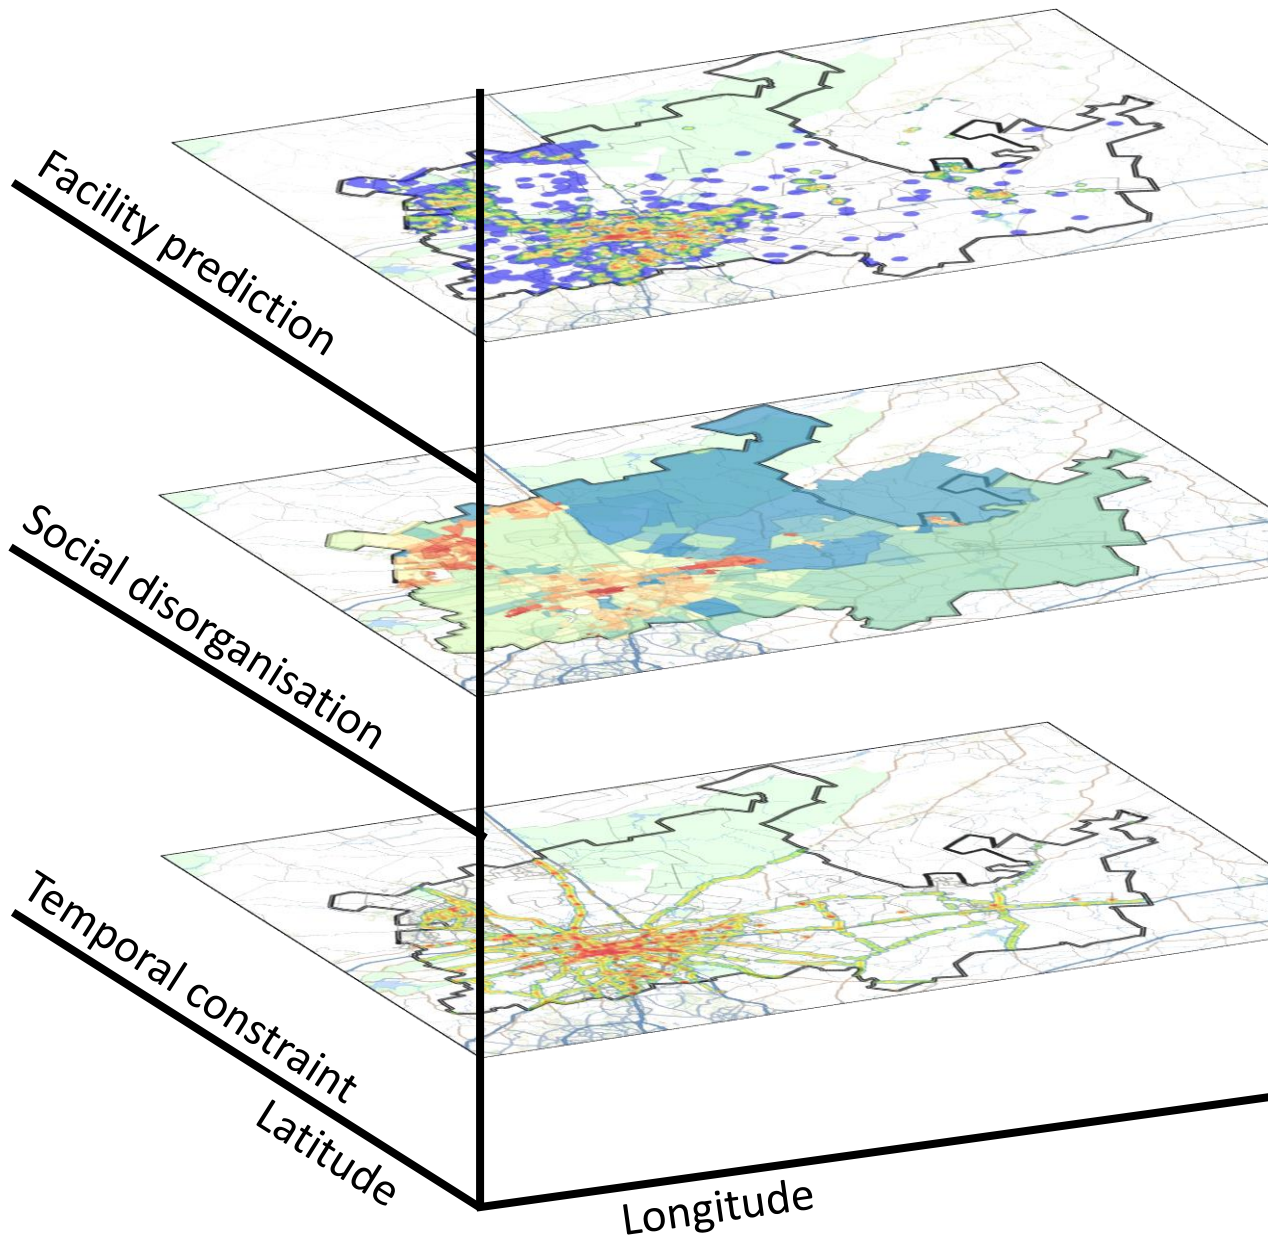 Facility prediction
Social disorganisation
Temporal constraint
Latitude
Longitude